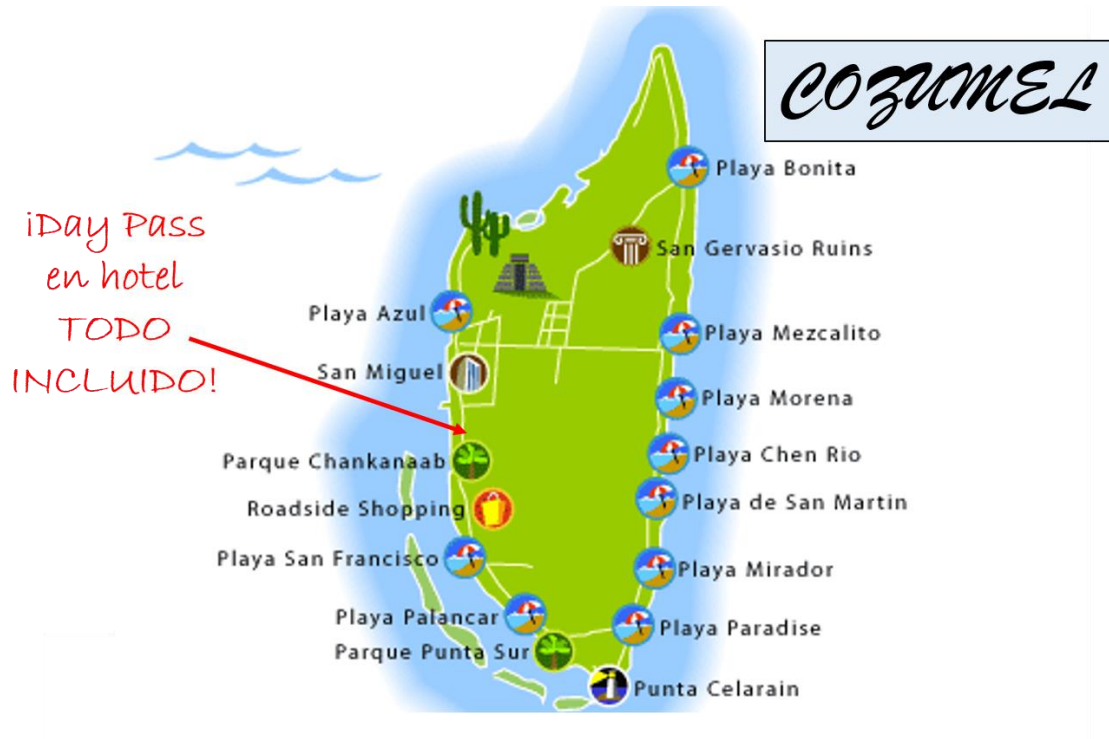 COZUMEL
Playa Bonita
San Gervasio Ruins
¡Day Pass
en hotel
TODO
INCLUIDO!
Playa Azul
Playa Mezcalito
San Miguel
Playa Morena
Parque Chankanaab
Playa Chen Rio
Roadside Shopping
Playa de San Martin
Playa San Francisco
Playa Mirador
Playa Palancar
Playa Paradise
Parque Punta Sur
Punta Celarain